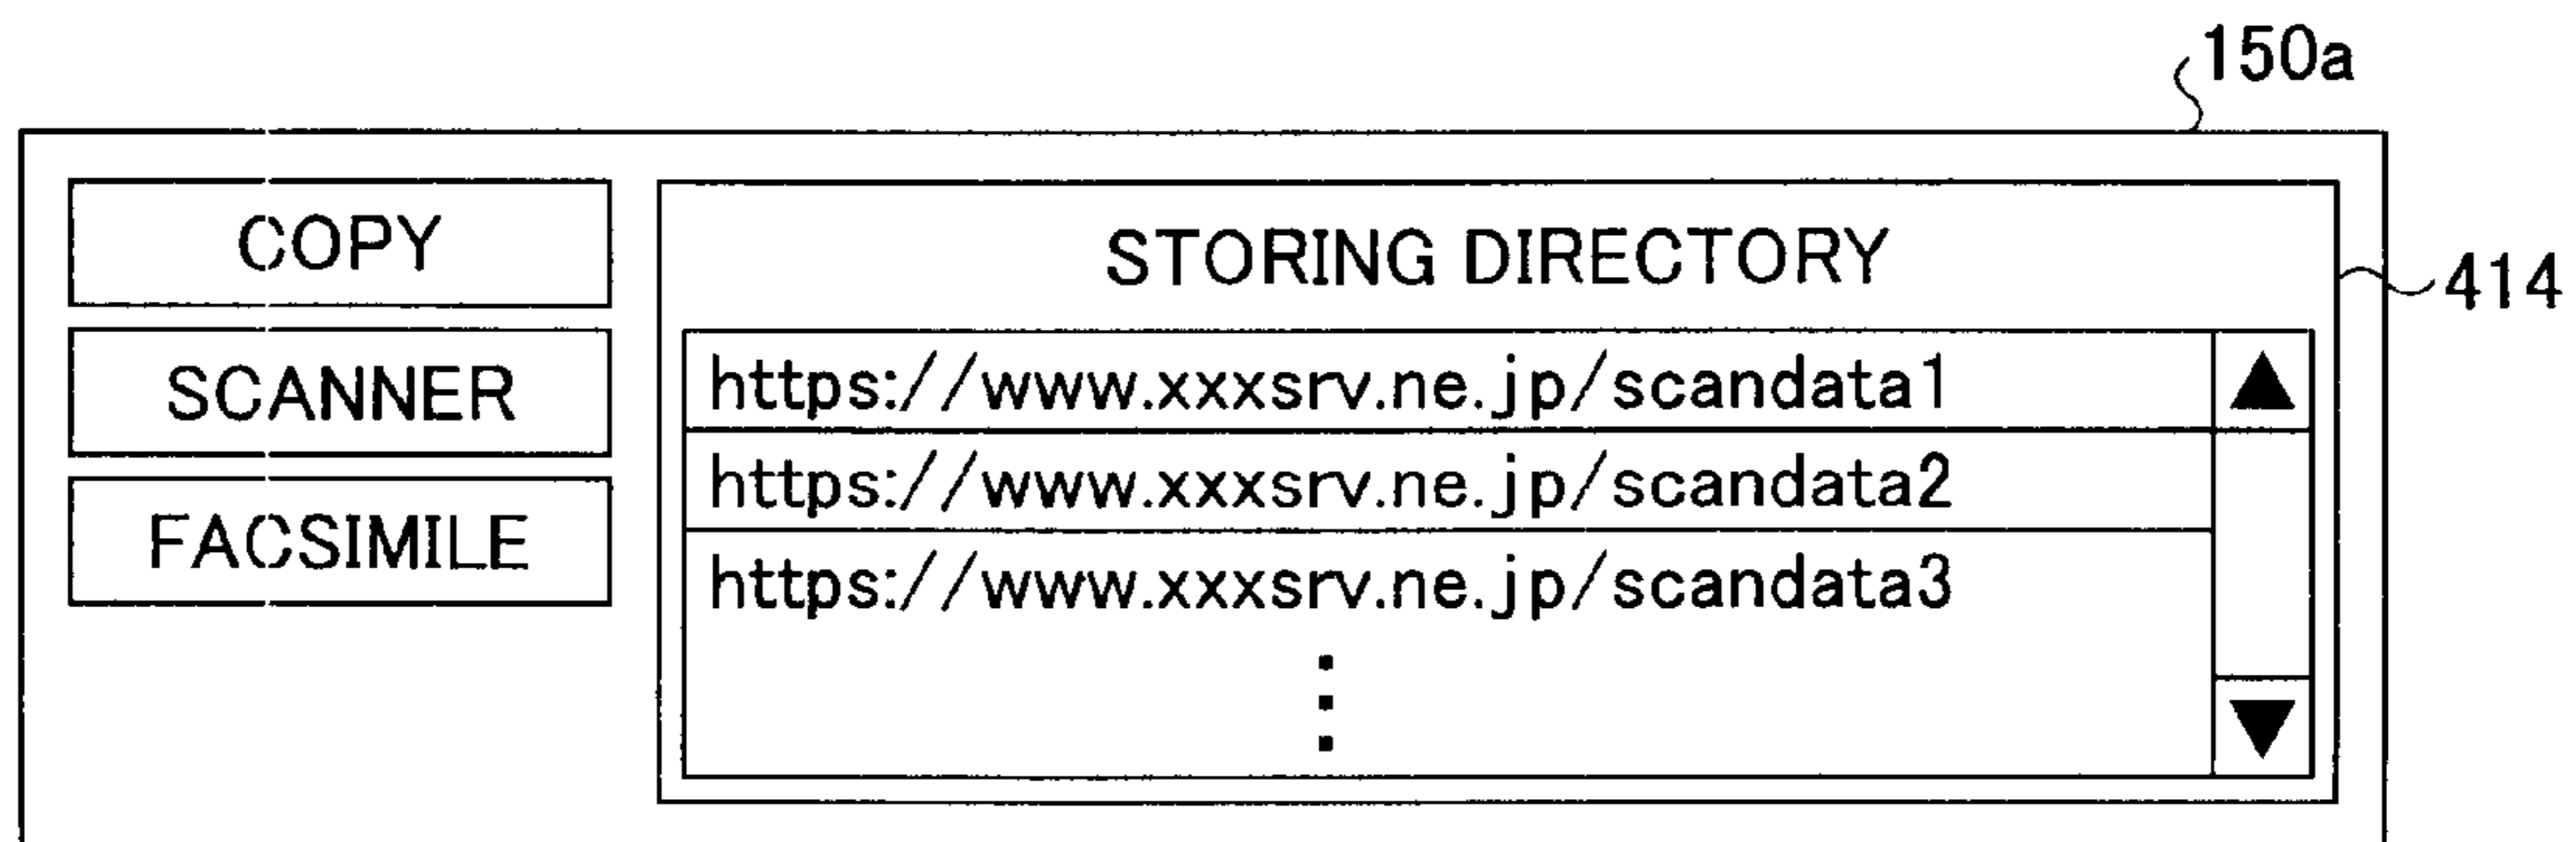 150a
COPY
SCANNER
FACSIMILE
STORING DIRECTORY
414
https://www.xxxsrv.ne.jp/scandata1
https://www.xxxsrv.ne.jp/scandata2
https://www.xxxsrv.ne.jp/scandata3